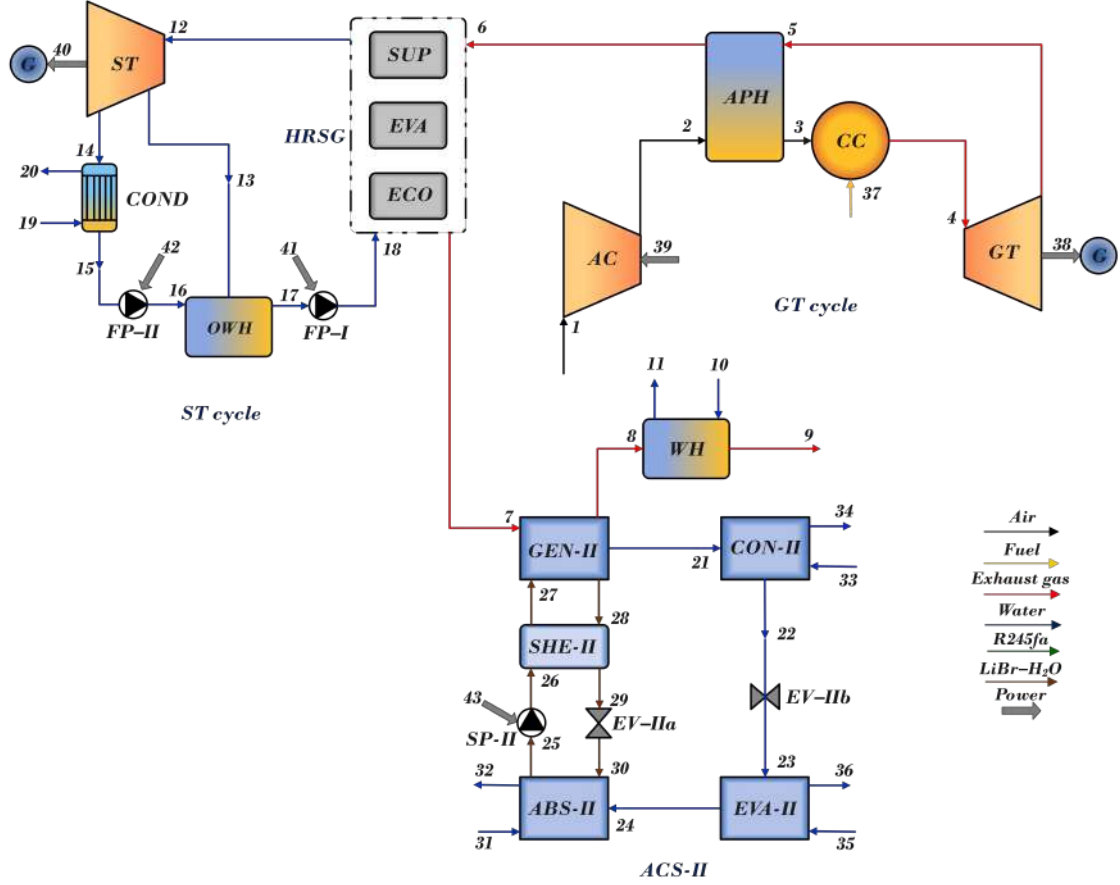 12
6
5
40
G
ST
SUP
APH
2
3
CC
HRSG
EVA
14
20
13
COND
19
ECO
37
4
18
AC
39
GT
38
G
42
41
15
16
17
FP–II
OWH
FP–I
1
GT cycle
ST cycle
11
10
8
WH
9
7
GEN-II
34
CON-II
21
33
27
28
22
SHE-II
26
29
43
EV–IIa
EV–IIb
SP-II
25
30
23
32
36
ABS-II
24
EVA-II
31
35
ACS-II
Air
Fuel
Exhaust gas
Water
R245fa
LiBr–H₂O
Power